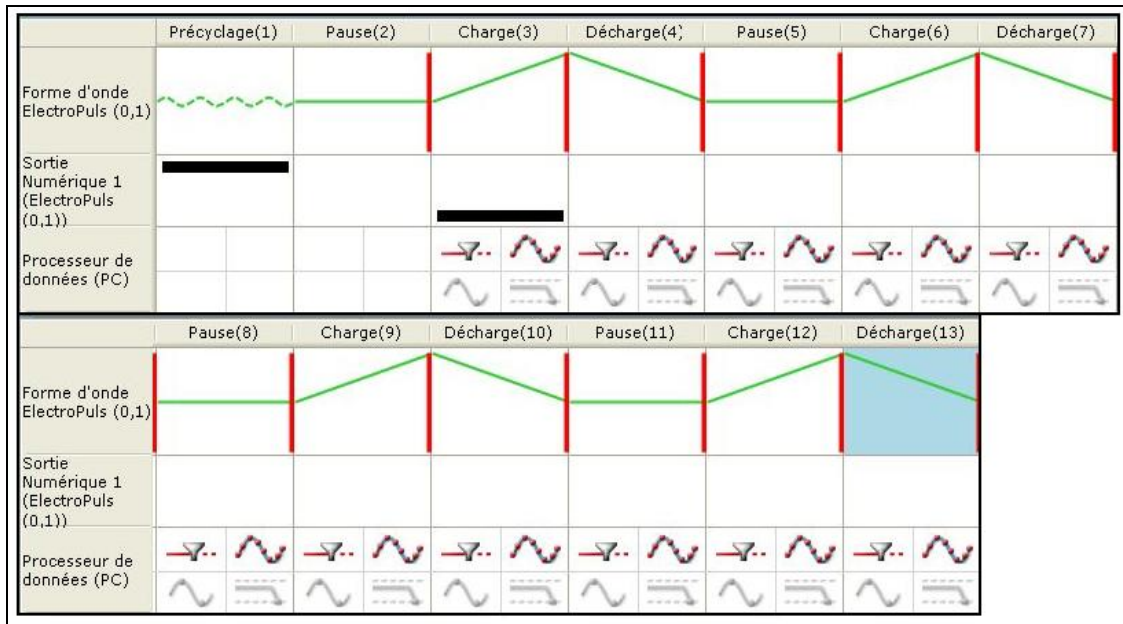 Précyclage(1) Pause(2) Charge(3) Décharge(4) Pause(5) Charge(6) Décharge(7)
Forme d'onde
ElectroPuls (0,1)
Sortie
Numérique 1
(ElectroPuls
(0,1))
Processeur de
données (PC)
Pause(8) Charge(9) Décharge(10) Pause(11) Charge(12) Décharge(13)
Forme d'onde
ElectroPuls (0,1)
Sortie
Numérique 1
(ElectroPuls
(0,1))
Processeur de
données (PC)